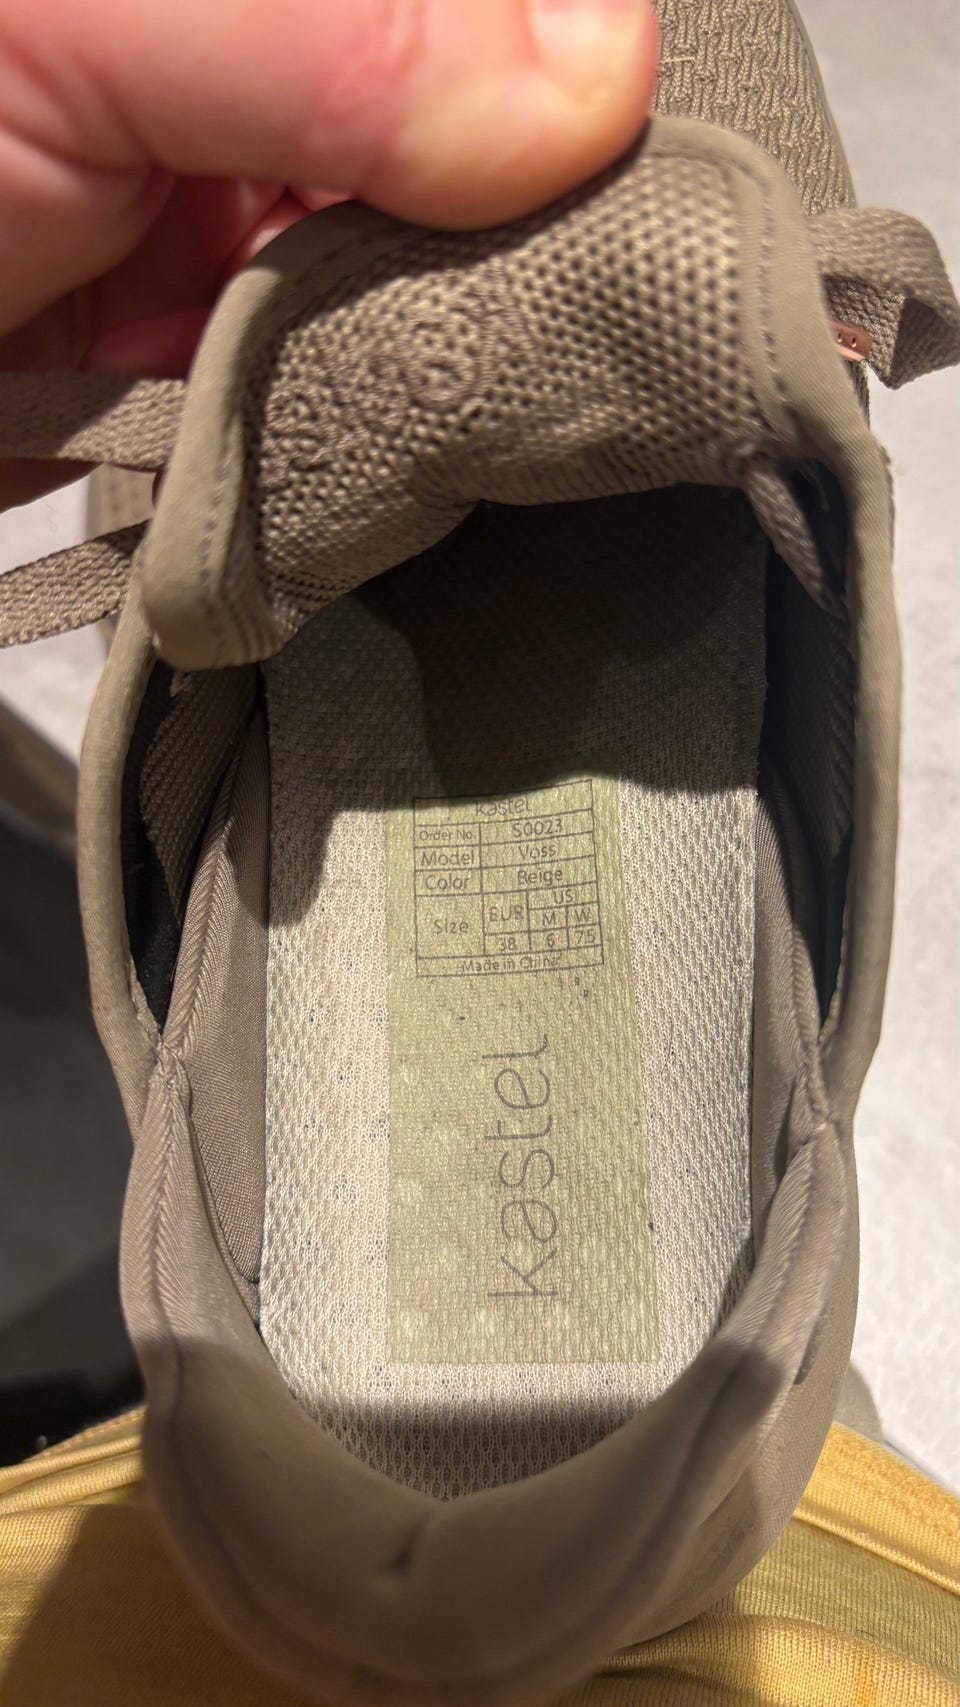 kastel
Order No. S0023
Model Voss
Color Beige
Size EUR US
M W
38 6 7.5
Made in China
kastel